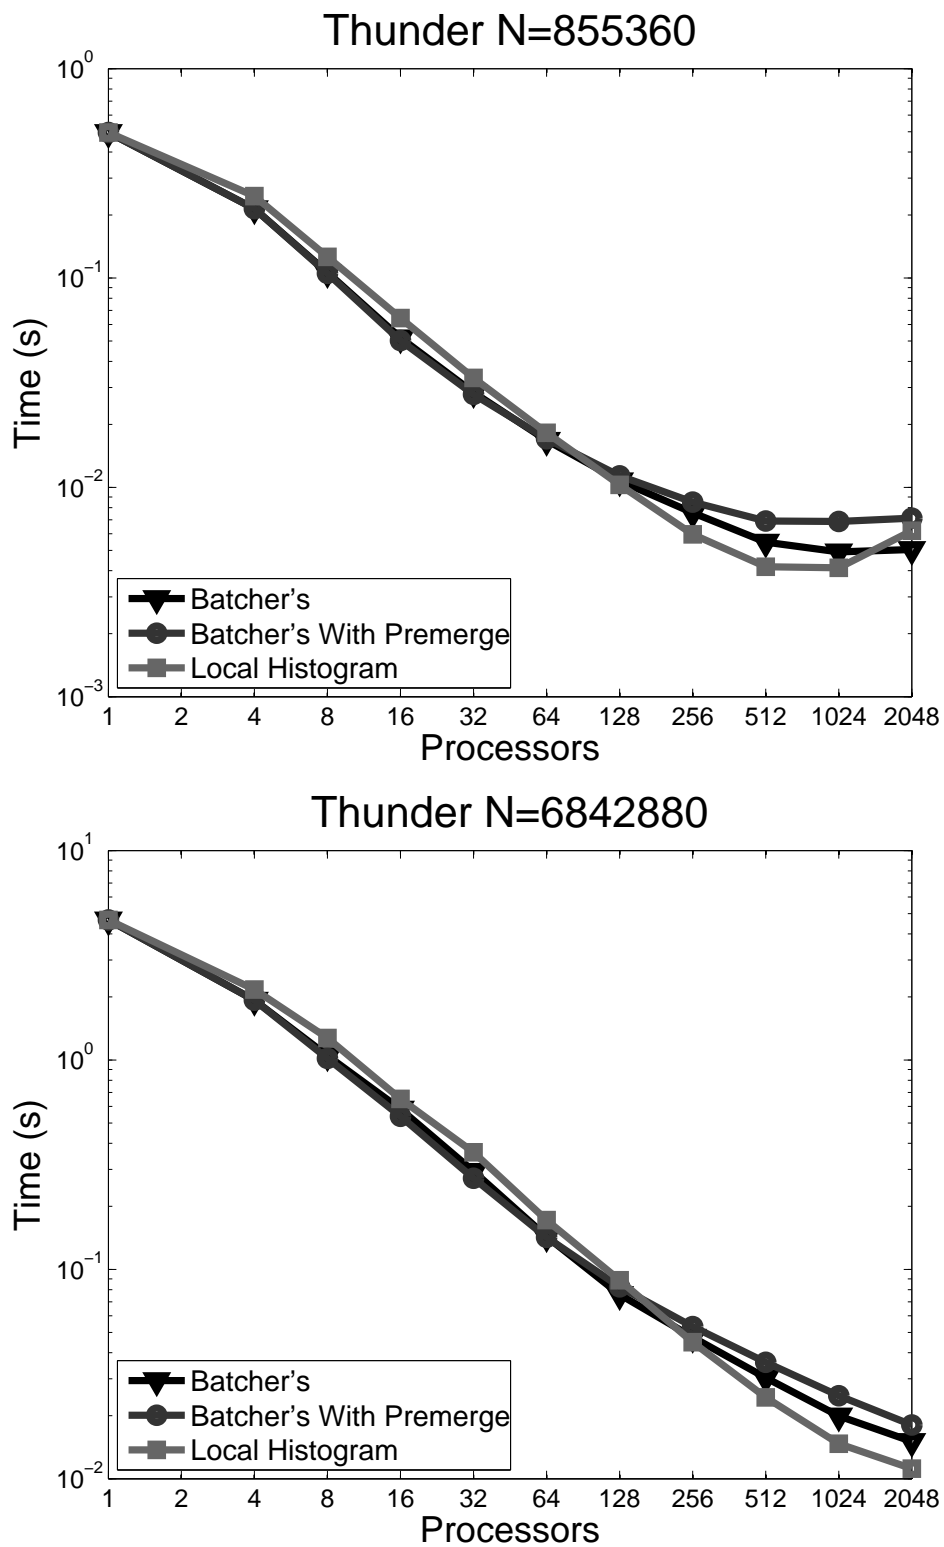 Thunder N=855360
10^0
10^−1
10^−2
10^−3
Time (s)
Batcher's
Batcher's With Premerge
Local Histogram
1 2 4 8 16 32 64 128 256 512 1024 2048
Processors
Thunder N=6842880
10^1
10^0
10^−1
10^−2
Time (s)
Batcher's
Batcher's With Premerge
Local Histogram
1 2 4 8 16 32 64 128 256 512 1024 2048
Processors